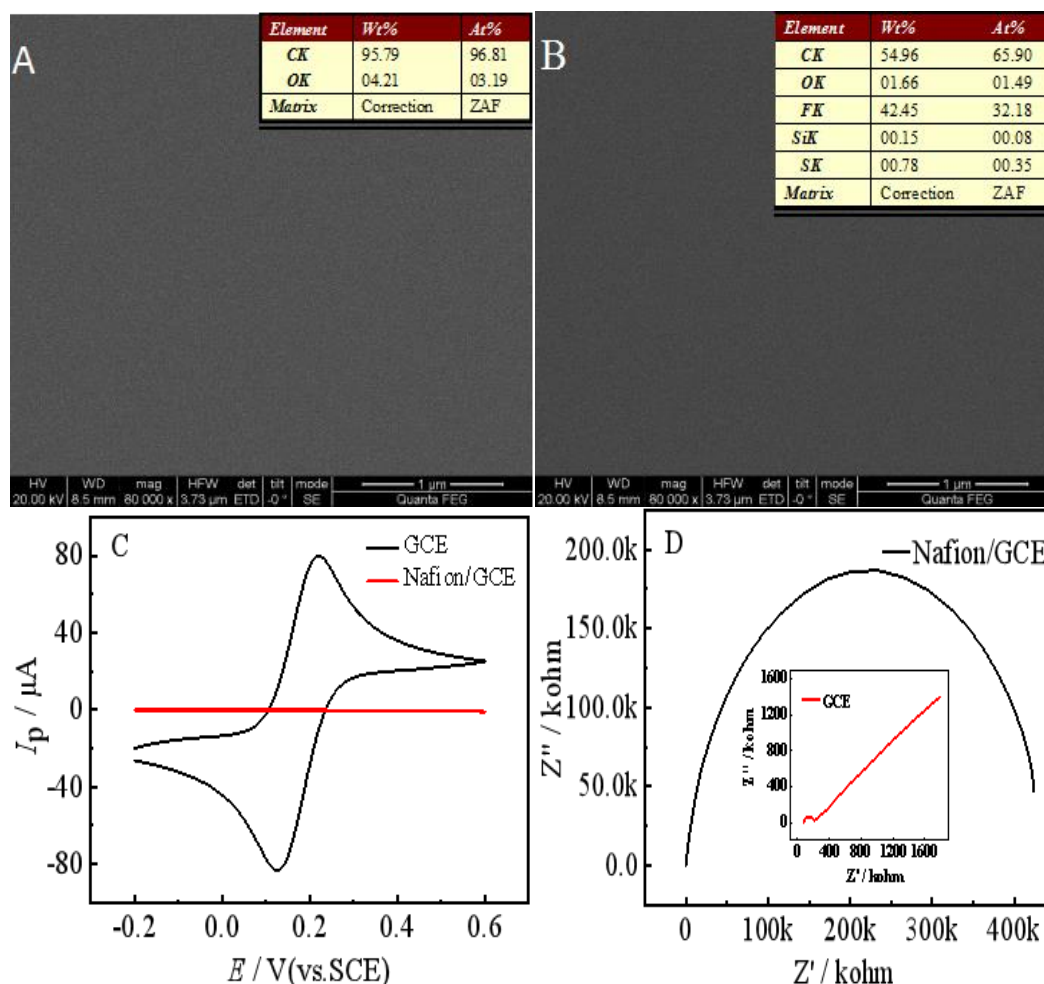 A
Element Wt% At%
CK 95.79 96.81
OK 04.21 03.19
Matrix Correction ZAF
HV WD mag HFW det tilt mode 1 µm
20.00 kV 8.5 mm 80 000 x 3.73 µm ETD -0 ° SE Quanta FEG
B
Element Wt% At%
CK 54.96 65.90
OK 01.66 01.49
FK 42.45 32.18
SiK 00.15 00.08
SK 00.78 00.35
Matrix Correction ZAF
HV WD mag HFW det tilt mode 1 µm
20.00 kV 8.5 mm 80 000 x 3.73 µm ETD -0 ° SE Quanta FEG
C
GCE
Nafion/GCE
80
40
0
-40
-80
Ip / µA
-0.2 0.0 0.2 0.4 0.6
E / V(vs.SCE)
D
Nafion/GCE
200.0k
150.0k
100.0k
50.0k
0.0
Z'' / kohm
0 100k 200k 300k 400k
Z' / kohm
GCE
1600
1200
800
400
0
Z'' / kohm
0 400 800 1200 1600
Z' / kohm